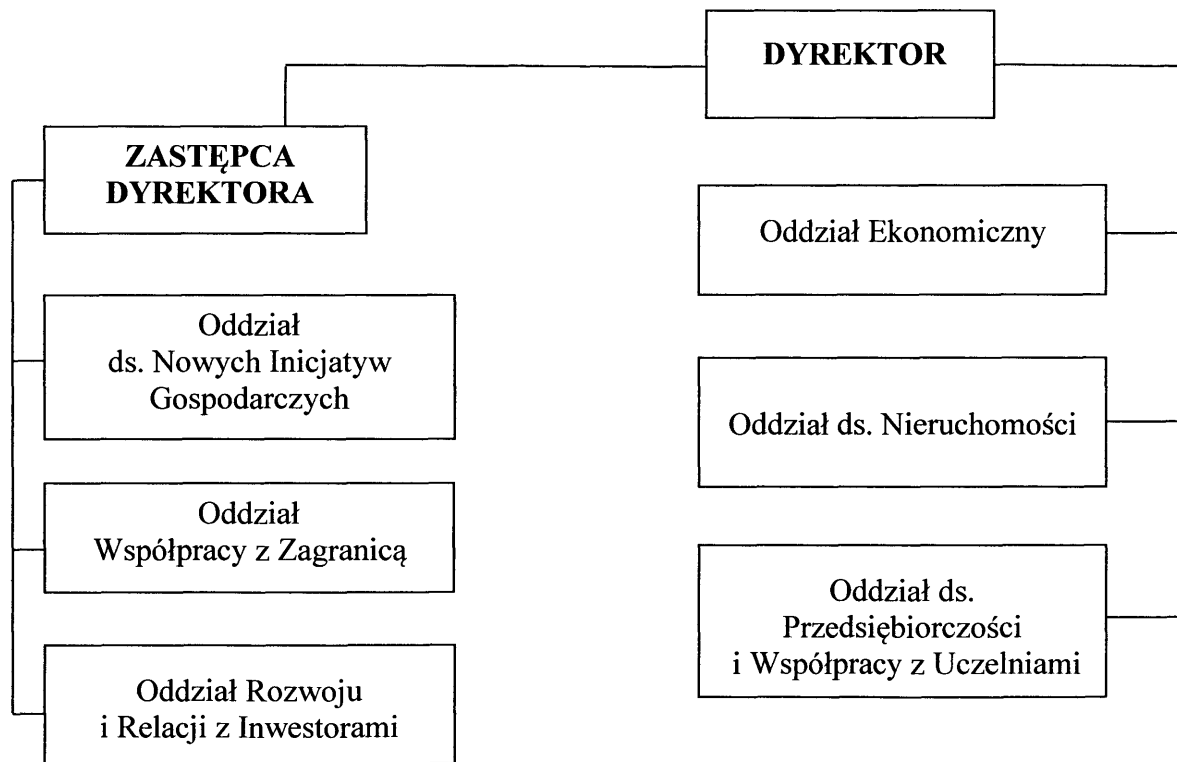 DYREKTOR
ZASTĘPCA
DYREKTORA
Oddział
ds. Nowych Inicjatyw
Gospodarczych
Oddział
Współpracy z Zagranicą
Oddział Rozwoju
i Relacji z Inwestorami
Oddział Ekonomiczny
Oddział ds. Nieruchomości
Oddział ds.
Przedsiębiorczości
i Współpracy z Uczelniami